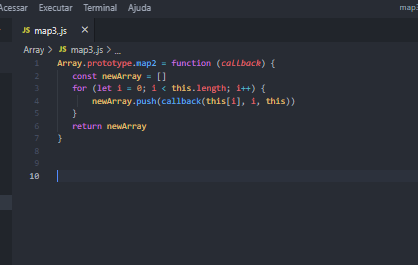 Acessar Executar Terminal Ajuda map3
JS map3,.js ×
Array > JS map3,.js > ...
1 Array.prototype.map2 = function (callback) {
2 const newArray = []
3 for (let i = 0; i < this.length; i++) {
4 newArray.push(callback(this[i], i, this))
5 }
6 return newArray
7 }
8
9
10